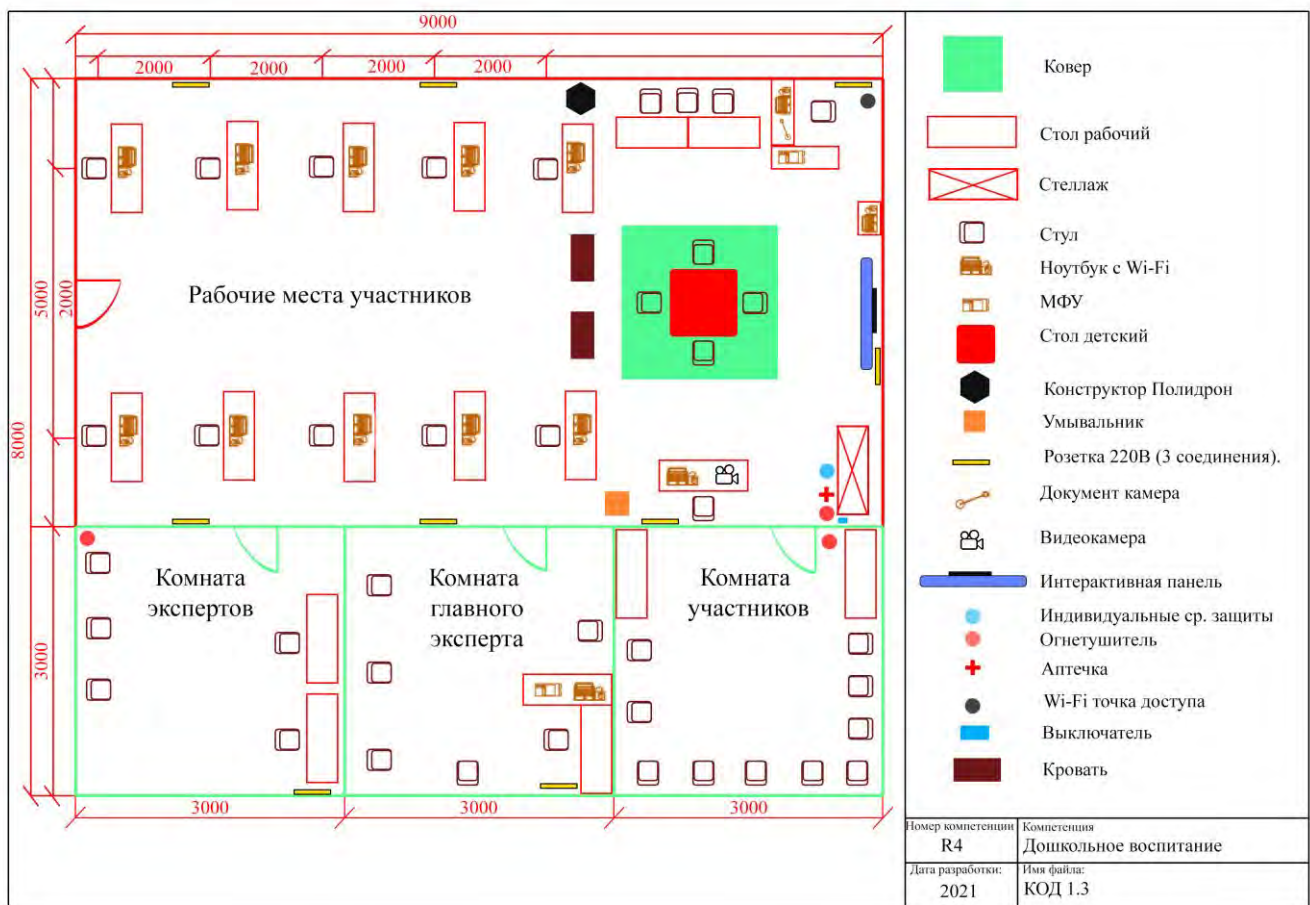 9000
2000
2000
2000
2000
8000
5000
2000
3000
Рабочие места участников
Комната
экспертов
Комната
главного
эксперта
Комната
участников
3000
3000
3000
Ковер
Стол рабочий
Стеллаж
Стул
Ноутбук с Wi-Fi
МФУ
Стол детский
Конструктор Полидрон
Умывальник
Розетка 220В (3 соединения).
Документ камера
Видеокамера
Интерактивная панель
Индивидуальные ср. защиты
Огнетушитель
Аптечка
Wi-Fi точка доступа
Выключатель
Кровать
Номер компетенции
R4
Компетенция
Дошкольное воспитание
Дата разработки:
2021
Имя файла:
КОД 1.3